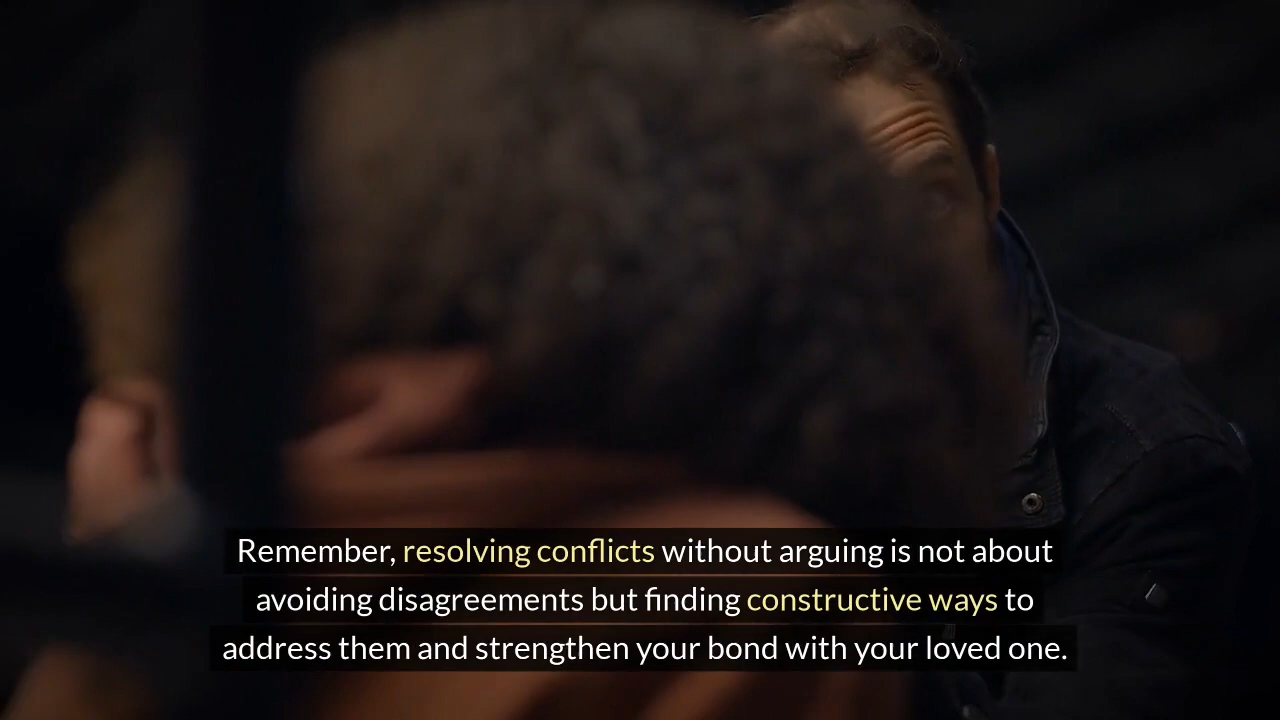 Remember, resolving conflicts without arguing is not about
avoiding disagreements but finding constructive ways to
address them and strengthen your bond with your loved one.